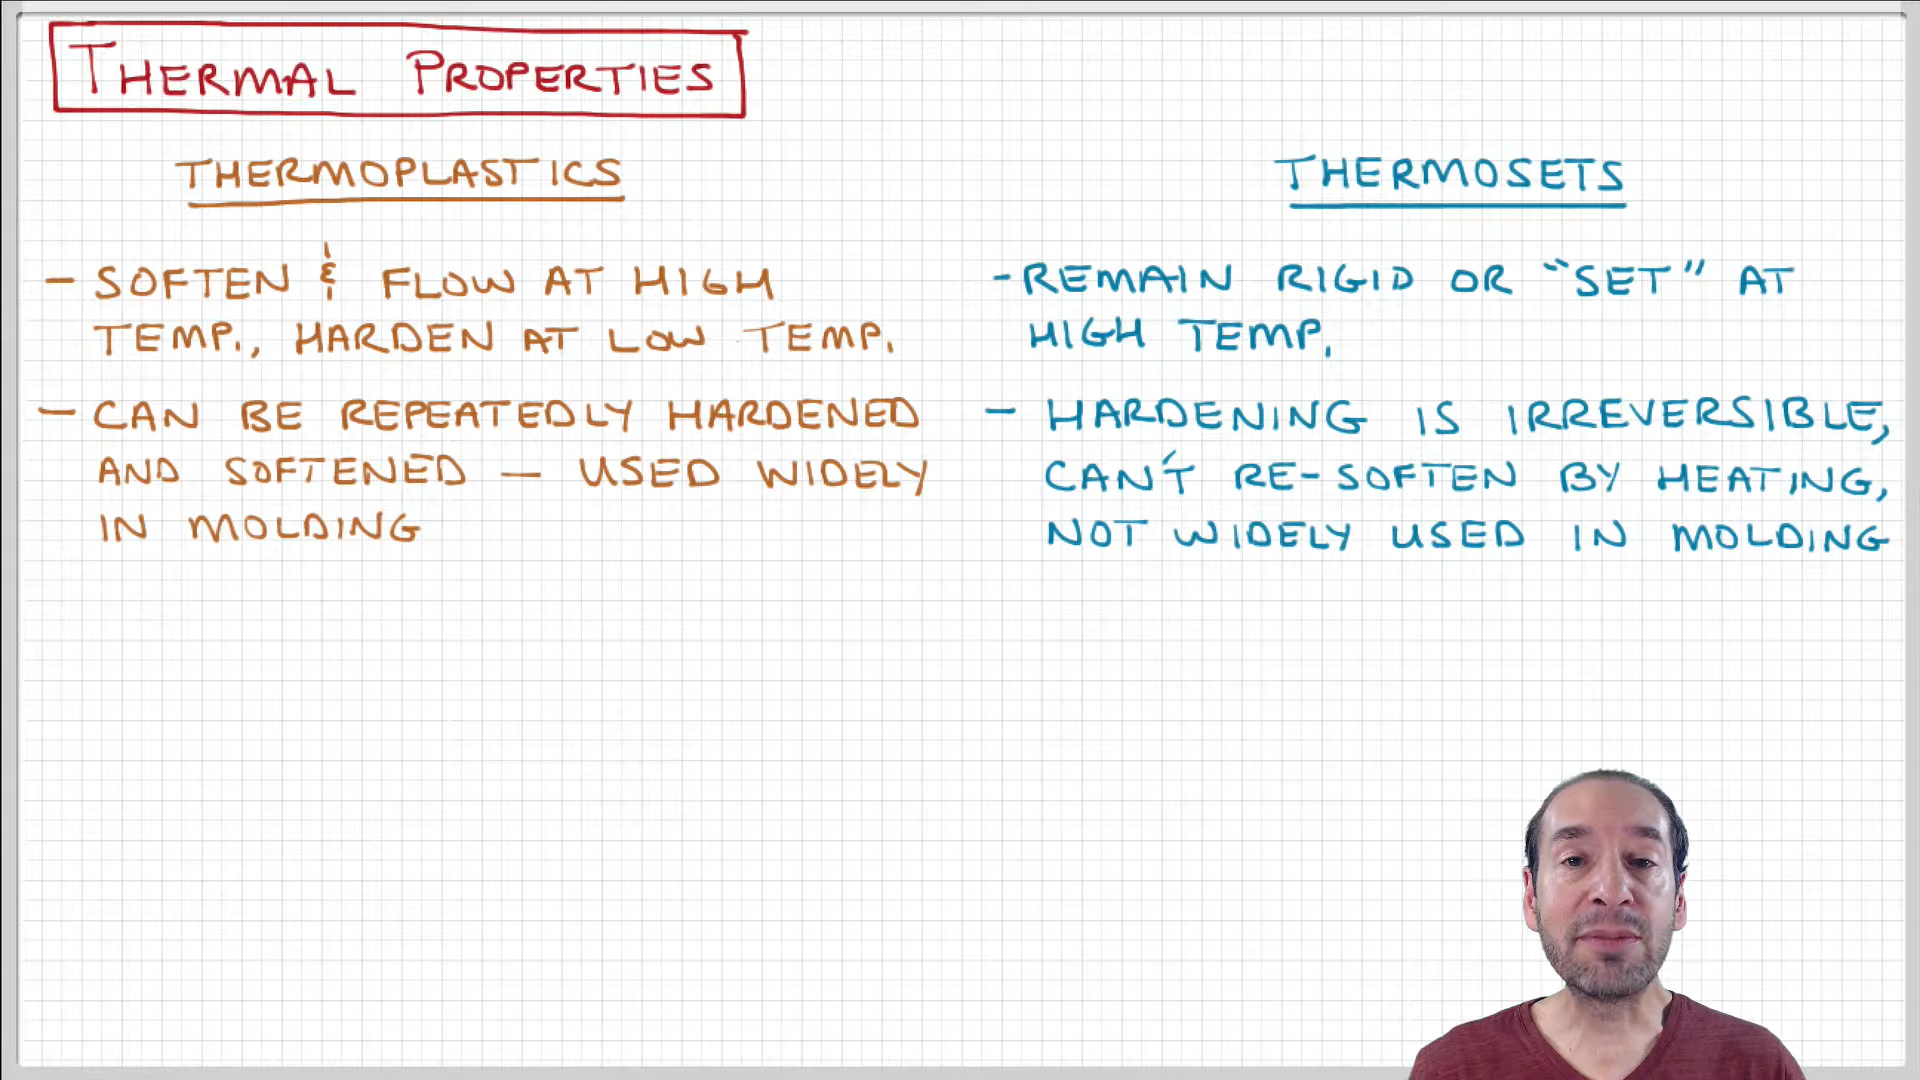 THERMAL PROPERTIES
THERMOPLASTICS
- SOFTEN & FLOW AT HIGH
TEMP., HARDEN AT LOW TEMP.
- CAN BE REPEATEDLY HARDENED
AND SOFTENED - USED WIDELY
IN MOLDING
THERMOSETS
- REMAIN RIGID OR "SET" AT
HIGH TEMP.
- HARDENING IS IRREVERSIBLE,
CAN'T RE-SOFTEN BY HEATING,
NOT WIDELY USED IN MOLDING